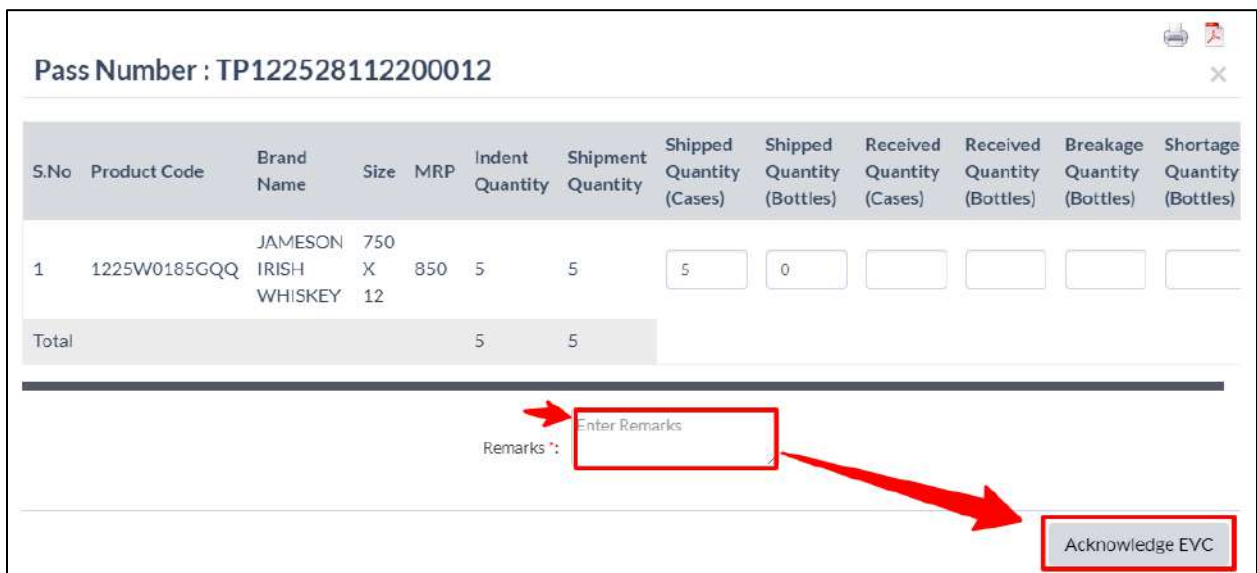 Pass Number : TP122528112200012
×
S.No Product Code Brand Name Size MRP Indent Quantity Shipment Quantity Shipped Quantity (Cases) Shipped Quantity (Bottles) Received Quantity (Cases) Received Quantity (Bottles) Breakage Quantity (Bottles) Shortage Quantity (Bottles)
1 1225W0185GQQ JAMESON IRISH WHISKEY 750 X 12 850 5 5 5 0
Total 5 5
Enter Remarks
Remarks *:
Acknowledge EVC